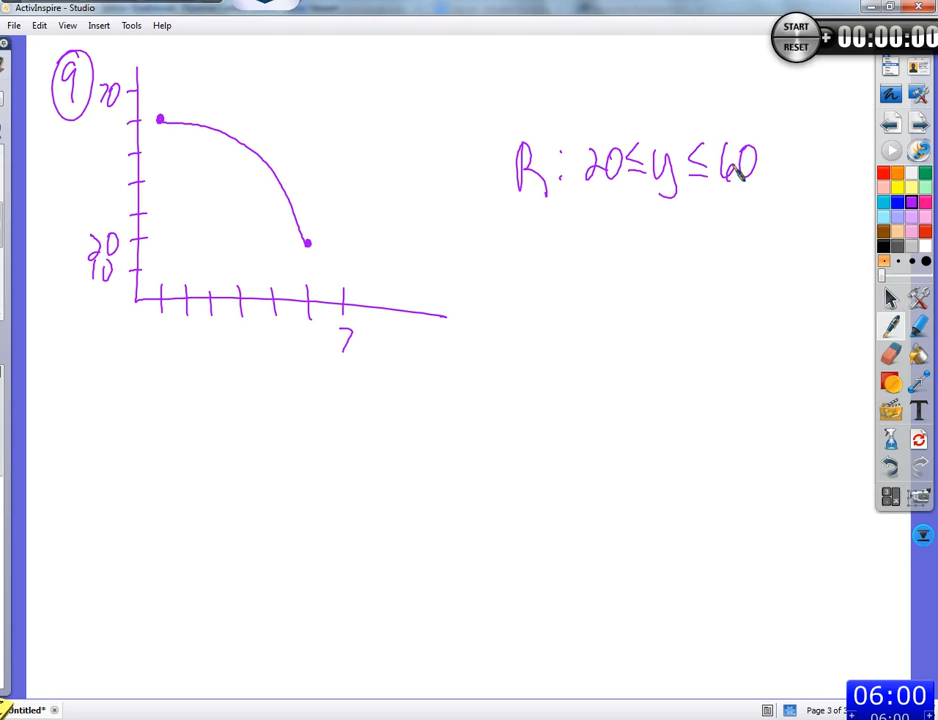 ActivInspire - Studio
File Edit View Insert Tools Help
START
RESET
00:00:00
9
70
R: 20≤y≤60
20
10
7
06:00
Untitled*
Page 3 of 3